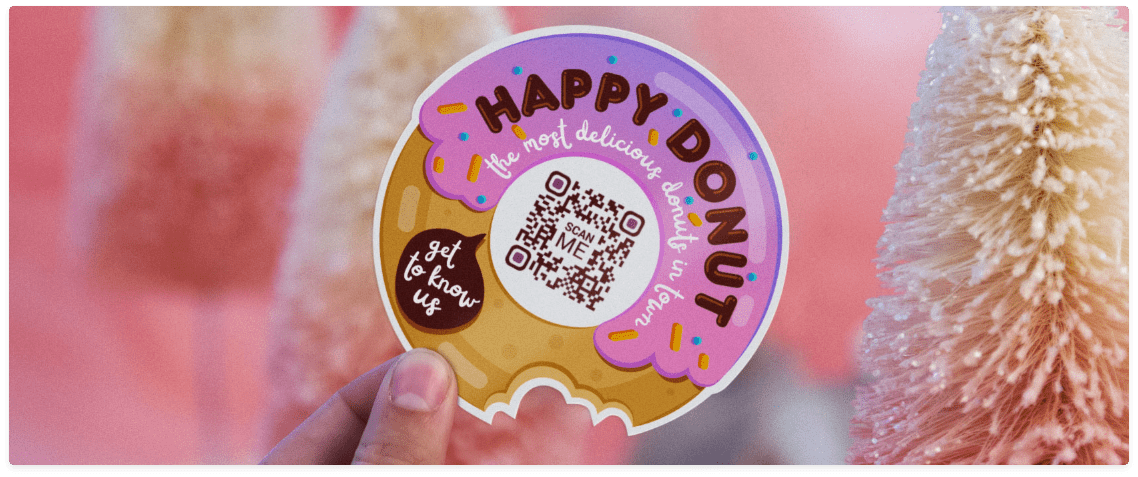 HAPPY DONUT
the most delicious donuts in town
SCAN
ME
get
to know
us